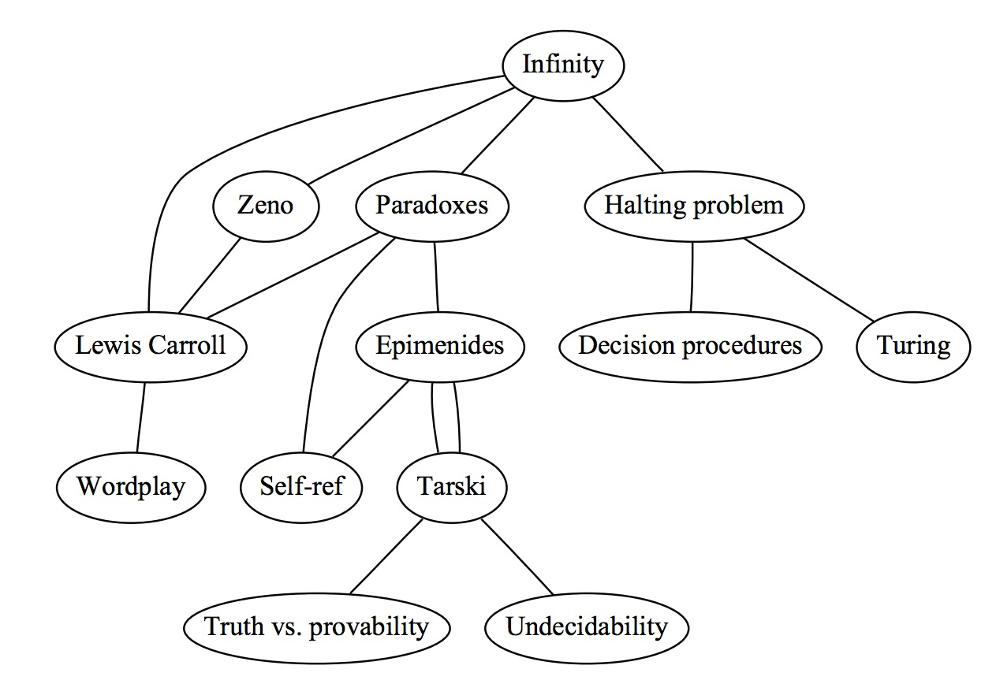 Infinity
Zeno
Paradoxes
Halting problem
Lewis Carroll
Epimenides
Decision procedures
Turing
Wordplay
Self-ref
Tarski
Truth vs. provability
Undecidability